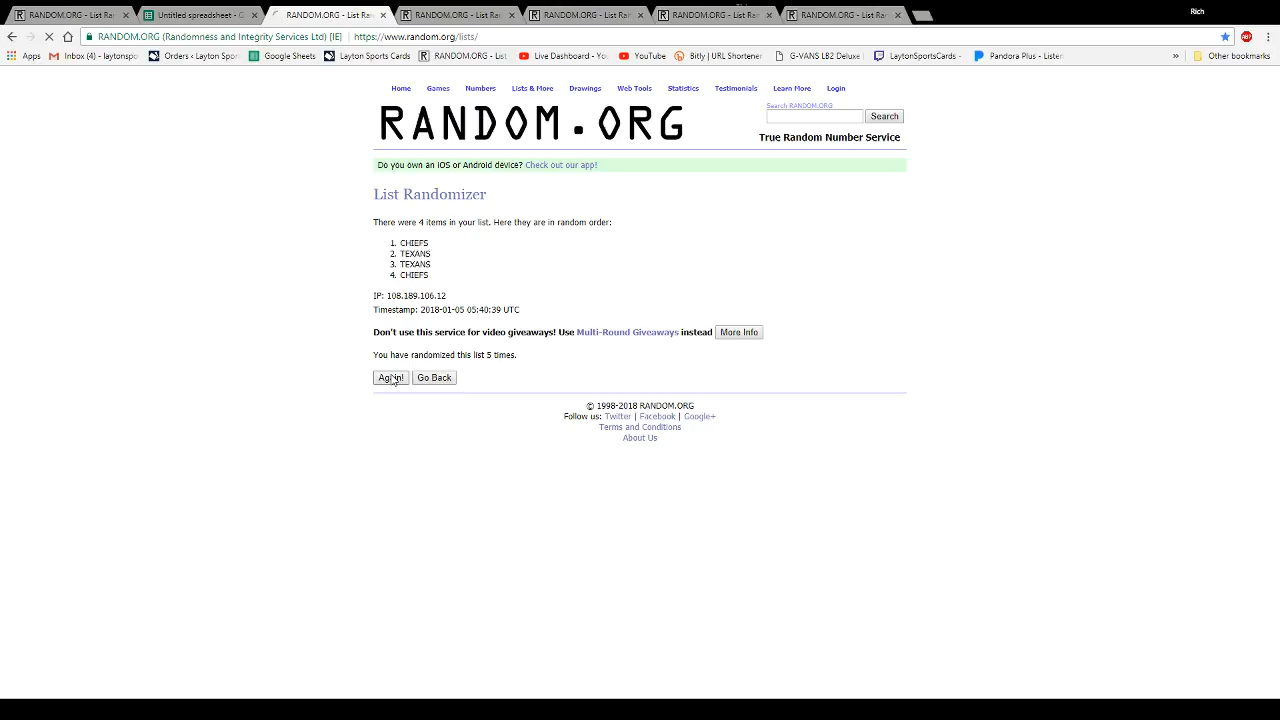 RANDOM.ORG - List Ra
Untitled spreadsheet - G
RANDOM.ORG - List Ra
RANDOM.ORG - List Ra
RANDOM.ORG - List Ra
RANDOM.ORG - List Ra
RANDOM.ORG - List Ra
Rich
RANDOM.ORG (Randomness and Integrity Services Ltd) [IE] https://www.random.org/lists/
Apps Inbox (4) - laytonspo Orders ‹ Layton Spo Google Sheets Layton Sports Cards RANDOM.ORG - List Live Dashboard - Yo YouTube Bitly | URL Shortener G-VANS LB2 Deluxe LaytonSportsCards - Pandora Plus - Listen » Other bookmarks
Home Games Numbers Lists & More Drawings Web Tools Statistics Testimonials Learn More Login
RANDOM.ORG
Search RANDOM.ORG
Search
True Random Number Service
Do you own an iOS or Android device? Check out our app!
List Randomizer
There were 4 items in your list. Here they are in random order:
1. CHIEFS
2. TEXANS
3. TEXANS
4. CHIEFS
IP: 108.189.106.12
Timestamp: 2018-01-05 05:40:39 UTC
Don't use this service for video giveaways! Use Multi-Round Giveaways instead More Info
You have randomized this list 5 times.
Again! Go Back
© 1998-2018 RANDOM.ORG
Follow us: Twitter | Facebook | Google+
Terms and Conditions
About Us